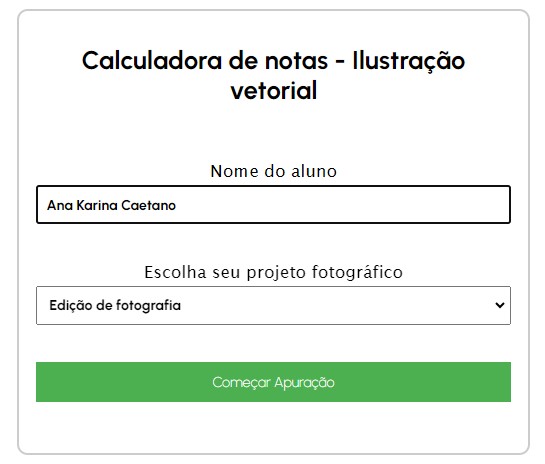 Calculadora de notas - Ilustração
vetorial
Nome do aluno
Ana Karina Caetano
Escolha seu projeto fotográfico
Edição de fotografia
Começar Apuração